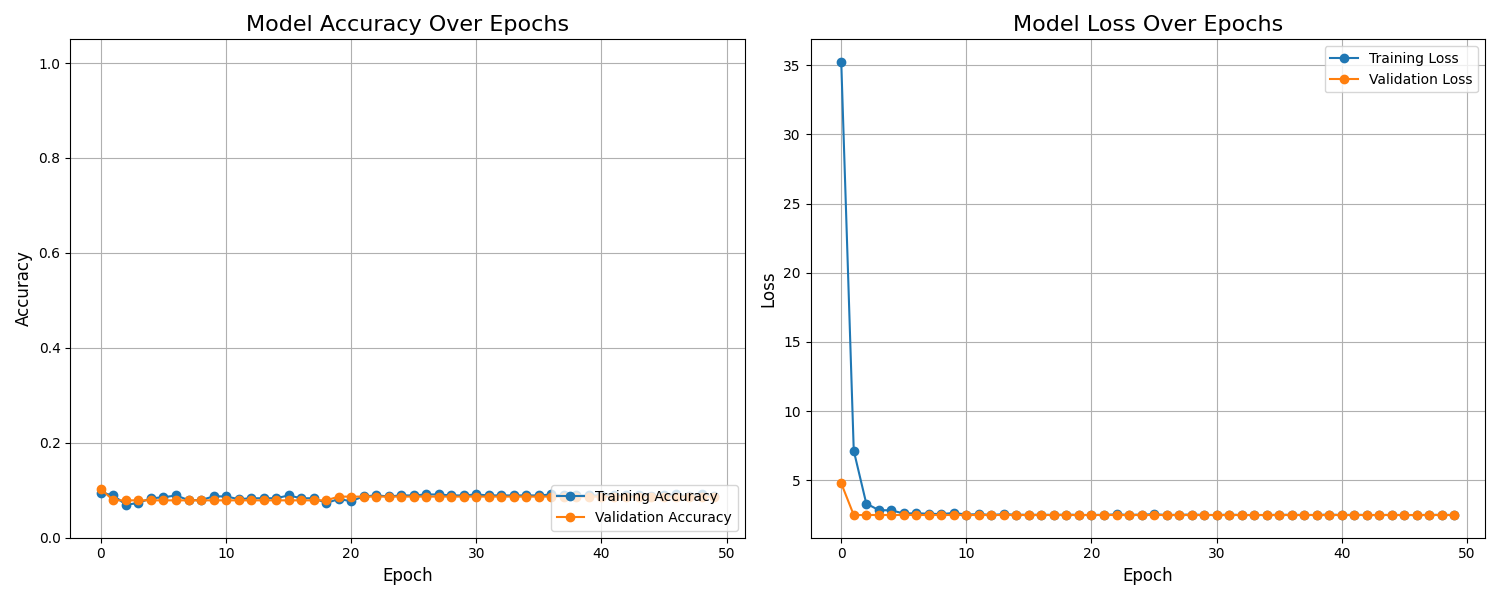 Model Accuracy Over Epochs
1.0
0.8
0.6
0.4
0.2
0.0
Accuracy
0 10 20 30 40 50
Epoch
Training Accuracy
Validation Accuracy
Model Loss Over Epochs
35
30
25
20
15
10
5
Loss
0 10 20 30 40 50
Epoch
Training Loss
Validation Loss